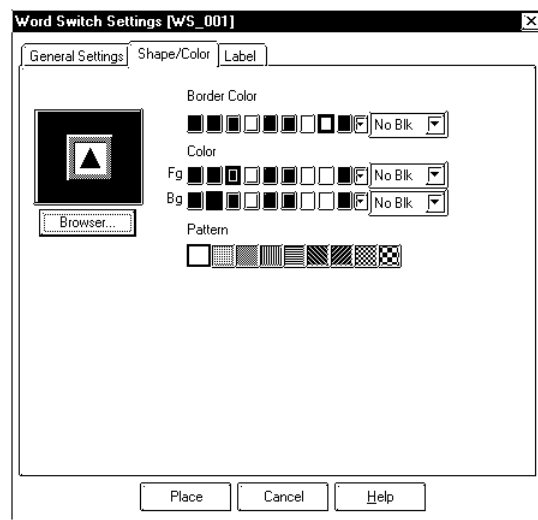 Word Switch Settings [WS_001]
General Settings Shape/Color Label
Border Color
No Blk
Color
Fg No Blk
Bg No Blk
Browser...
Pattern
Place Cancel Help